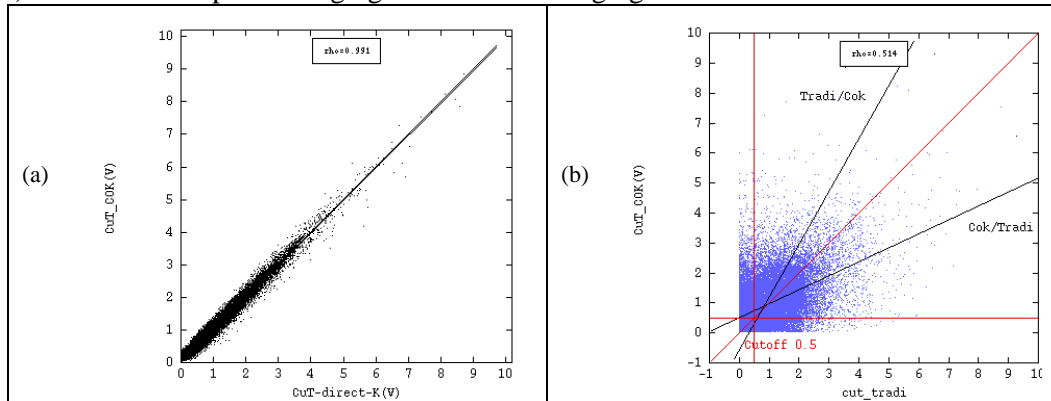 (a)
rho=0.991
CuT_COK(V)
10
9
8
7
6
5
4
3
2
1
0
0 1 2 3 4 5 6 7 8 9 10
CuT-direct-K(V)
(b)
rho=0.514
Tradi/Cok
Cok/Tradi
Cutoff 0.5
CuT_COK(V)
10
9
8
7
6
5
4
3
2
1
0
-1
-1 0 1 2 3 4 5 6 7 8 9 10
cut_tradi